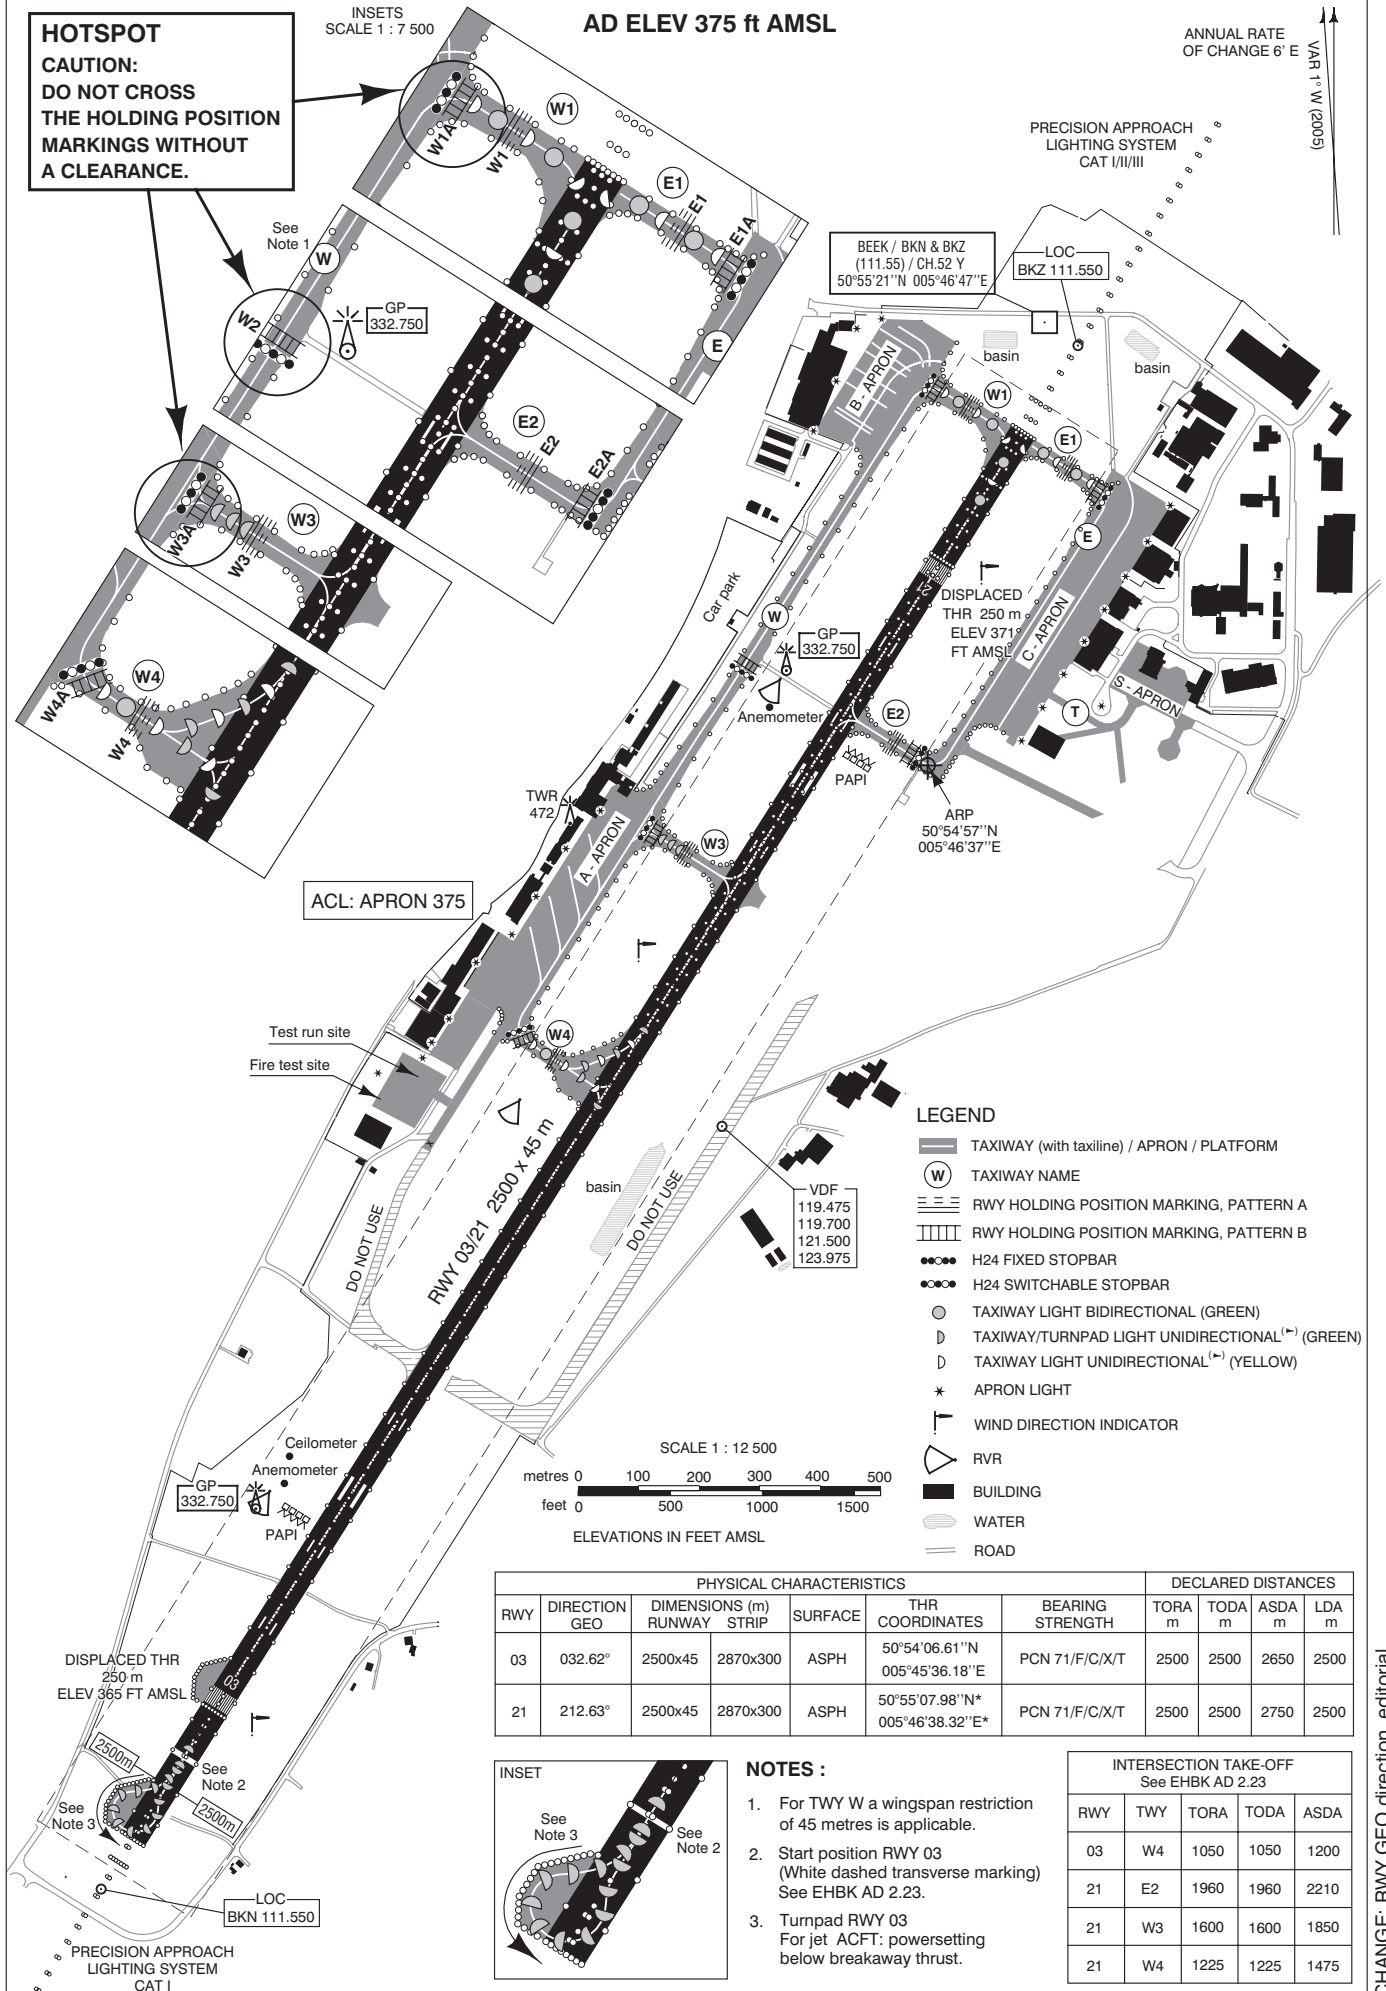 INSETS
SCALE 1 : 7 500
AD ELEV 375 ft AMSL
ANNUAL RATE
OF CHANGE 6' E
VAR 1° W (2005)
HOTSPOT
CAUTION:
DO NOT CROSS
THE HOLDING POSITION
MARKINGS WITHOUT
A CLEARANCE.
W1
W1A
W1
E1
E1
E1A
See
Note 1
W
W2
GP
332.750
E
E2
E2
E2A
W3
W3A
W3
W4
W4A
W4
PRECISION APPROACH
LIGHTING SYSTEM
CAT I/II/III
BEEK / BKN & BKZ
(111.55) / CH.52 Y
50°55'21''N 005°46'47''E
LOC
BKZ 111.550
basin
basin
B - APRON
W1
E1
E
21
DISPLACED
THR 250 m
ELEV 371
FT AMSL
C - APRON
S - APRON
T
Car park
W
GP
332.750
Anemometer
E2
PAPI
ARP
50°54'57''N
005°46'37''E
TWR
472
A - APRON
W3
ACL: APRON 375
W4
Test run site
Fire test site
RWY 03/21 2500 x 45 m
DO NOT USE
basin
DO NOT USE
VDF
119.475
119.700
121.500
123.975
LEGEND
TAXIWAY (with taxiline) / APRON / PLATFORM
W TAXIWAY NAME
RWY HOLDING POSITION MARKING, PATTERN A
RWY HOLDING POSITION MARKING, PATTERN B
H24 FIXED STOPBAR
H24 SWITCHABLE STOPBAR
TAXIWAY LIGHT BIDIRECTIONAL (GREEN)
TAXIWAY/TURNPAD LIGHT UNIDIRECTIONAL (GREEN)
TAXIWAY LIGHT UNIDIRECTIONAL (YELLOW)
APRON LIGHT
WIND DIRECTION INDICATOR
RVR
BUILDING
WATER
ROAD
Ceilometer
Anemometer
GP
332.750
PAPI
SCALE 1 : 12 500
metres 0 100 200 300 400 500
feet 0 500 1000 1500
ELEVATIONS IN FEET AMSL
PHYSICAL CHARACTERISTICS DECLARED DISTANCES
RWY DIRECTION GEO DIMENSIONS (m) RUNWAY STRIP SURFACE THR COORDINATES BEARING STRENGTH TORA m TODA m ASDA m LDA m
03 032.62° 2500x45 2870x300 ASPH 50°54'06.61''N 005°45'36.18''E PCN 71/F/C/X/T 2500 2500 2650 2500
21 212.63° 2500x45 2870x300 ASPH 50°55'07.98''N* 005°46'38.32''E* PCN 71/F/C/X/T 2500 2500 2750 2500
DISPLACED THR
250 m
ELEV 365 FT AMSL
03
2500m
See
Note 2
See
Note 3
2500m
LOC
BKN 111.550
PRECISION APPROACH
LIGHTING SYSTEM
CAT I
INSET
See
Note 3
See
Note 2
NOTES :
1. For TWY W a wingspan restriction
of 45 metres is applicable.
2. Start position RWY 03
(White dashed transverse marking)
See EHBK AD 2.23.
3. Turnpad RWY 03
For jet ACFT: powersetting
below breakaway thrust.
INTERSECTION TAKE-OFF
See EHBK AD 2.23
RWY TWY TORA TODA ASDA
03 W4 1050 1050 1200
21 E2 1960 1960 2210
21 W3 1600 1600 1850
21 W4 1225 1225 1475
CHANGE: RWY GEO direction, editorial